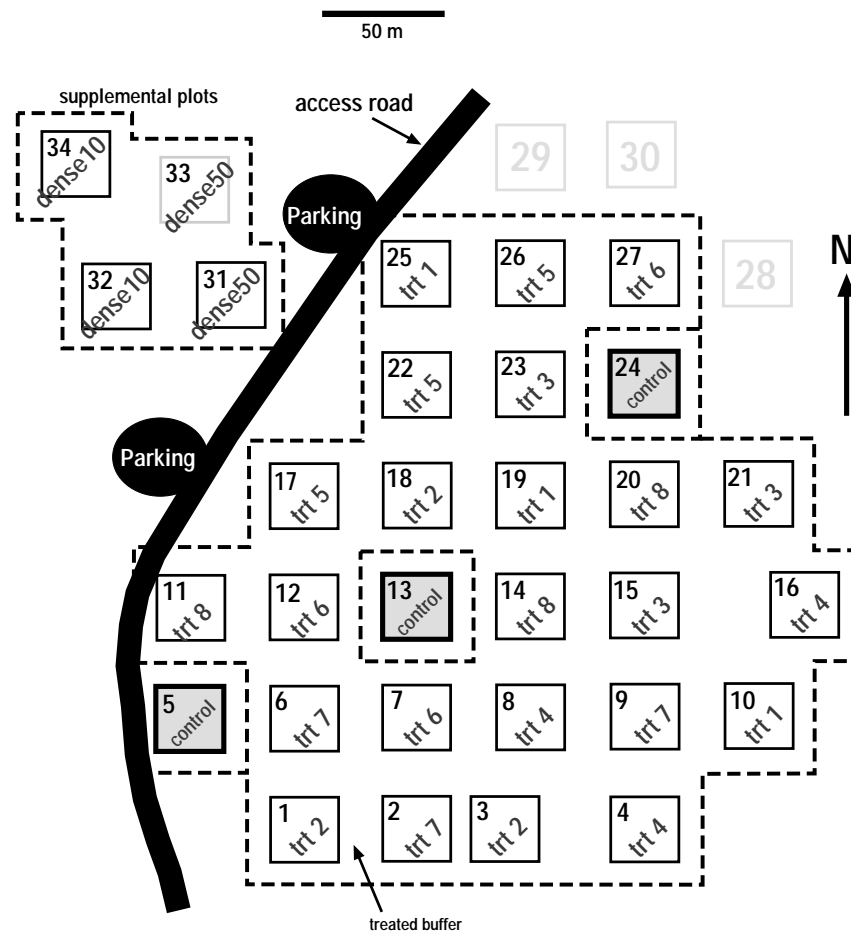 50 m
supplemental plots
access road
34
dense10
33
dense50
29
30
Parking
N
32
dense10
31
dense50
25
trt 1
26
trt 5
27
trt 6
28
22
trt 5
23
trt 3
24
control
Parking
17
trt 5
18
trt 2
19
trt 1
20
trt 8
21
trt 3
11
trt 8
12
trt 6
13
control
14
trt 8
15
trt 3
16
trt 4
5
control
6
trt 7
7
trt 6
8
trt 4
9
trt 7
10
trt 1
1
trt 2
2
trt 7
3
trt 2
4
trt 4
treated buffer